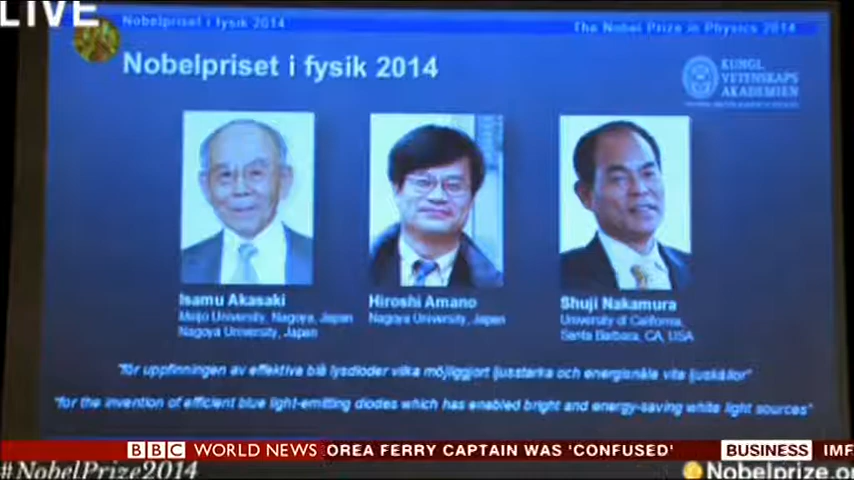 LIVE
Nobelpriset i fysik 2014
The Nobel Prize in Physics 2014
Nobelpriset i fysik 2014
KUNGL.
VETENSKAPS
AKADEMIEN
Isamu Akasaki
Meijo University, Nagoya, Japan
Nagoya University, Japan
Hiroshi Amano
Nagoya University, Japan
Shuji Nakamura
University of California,
Santa Barbara, CA, USA
"för uppfinningen av effektiva blå lysdioder vilka möjliggjort ljusstarka och energisnåla vita ljuskällor"
"for the invention of efficient blue light-emitting diodes which has enabled bright and energy-saving white light sources"
BBC WORLD NEWS OREA FERRY CAPTAIN WAS 'CONFUSED' BUSINESS IMF
#NobelPrize2014
Nobelprize.or